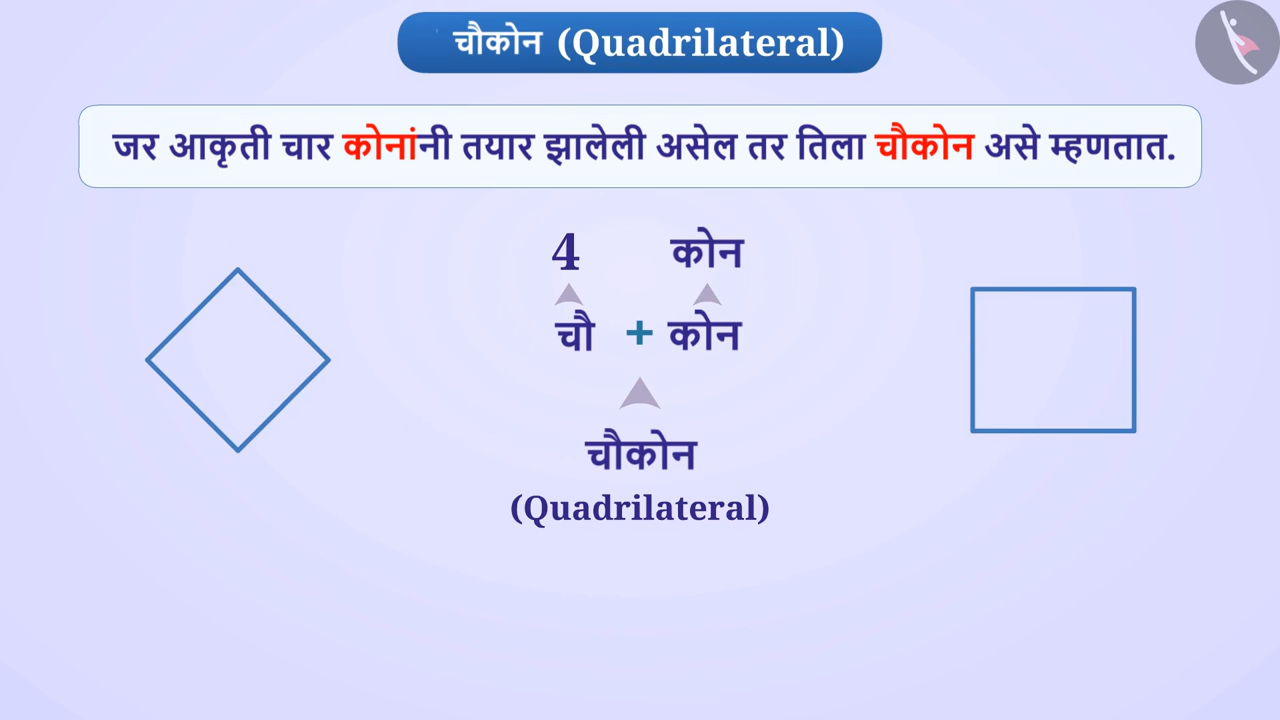 चौकोन (Quadrilateral)
जर आकृती चार कोनांनी तयार झालेली असेल तर तिला चौकोन असे म्हणतात.
4 कोन
चौ + कोन
चौकोन
(Quadrilateral)